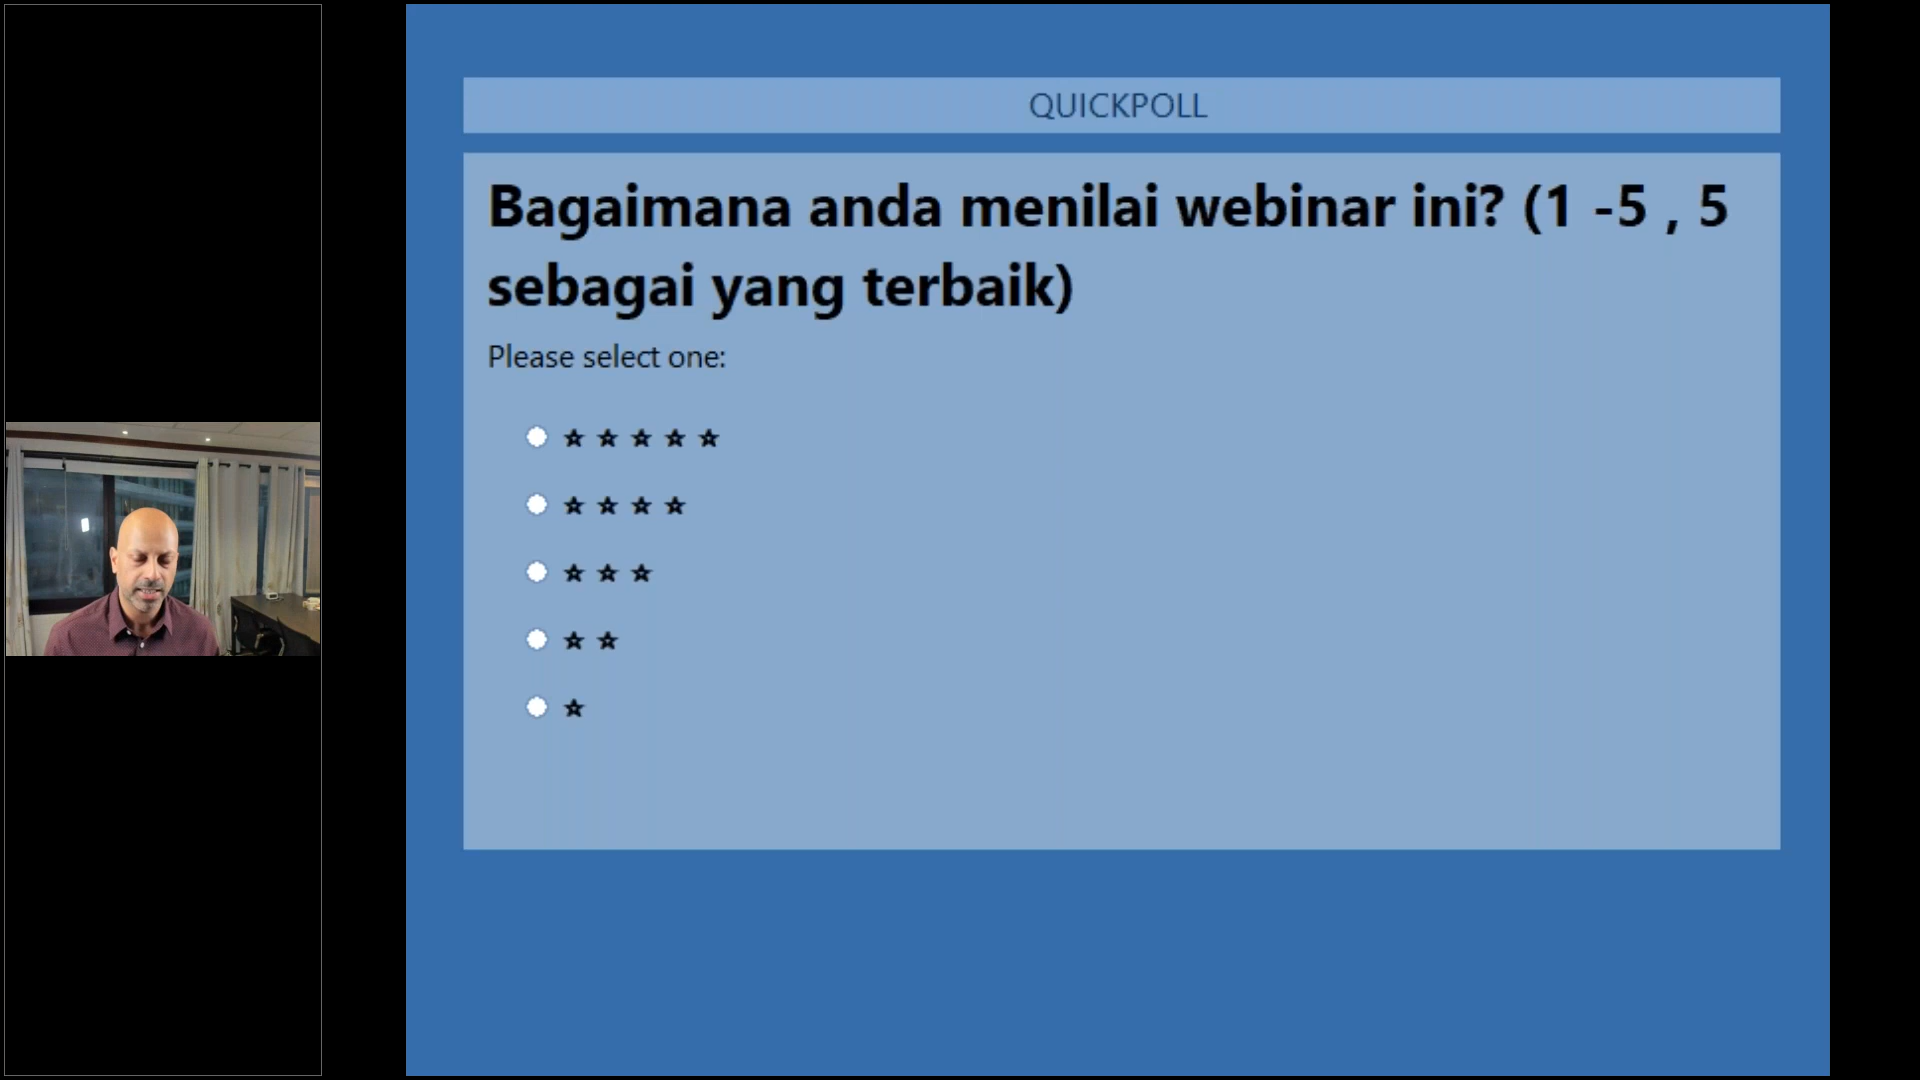 QUICKPOLL
Bagaimana anda menilai webinar ini? (1 -5 , 5
sebagai yang terbaik)
Please select one:
★ ★ ★ ★ ★
★ ★ ★ ★
★ ★ ★
★ ★
★